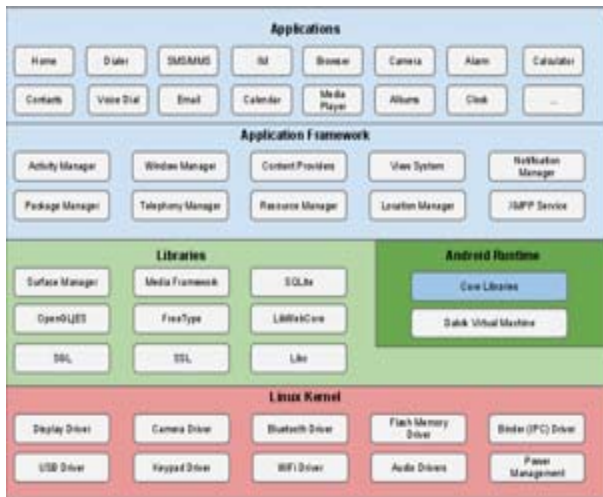 Applications
Home
Dialer
SMS/MMS
IM
Browser
Camera
Alarm
Calculator
Contacts
Voice Dial
Email
Calendar
Media
Player
Albums
Clock
...
Application Framework
Activity Manager
Window Manager
Content Providers
View System
Notification
Manager
Package Manager
Telephony Manager
Resource Manager
Location Manager
XMPP Service
Libraries
Android Runtime
Surface Manager
Media Framework
SQLite
Core Libraries
OpenGL|ES
FreeType
LibWebCore
Dalvik Virtual Machine
SGL
SSL
Libc
Linux Kernel
Display Driver
Camera Driver
Bluetooth Driver
Flash Memory
Driver
Binder (IPC) Driver
USB Driver
Keypad Driver
WiFi Driver
Audio Drivers
Power
Management